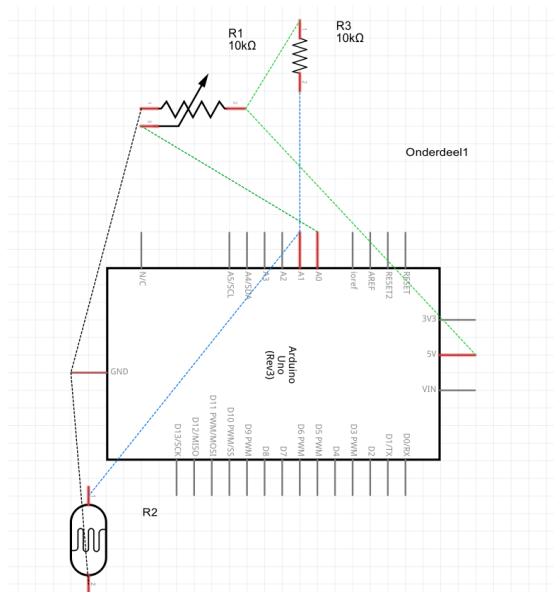 R1
10kΩ
R3
10kΩ
Onderdeel1
N/C
A5/SCL
A4/SDA
A3
A2
A1
A0
ioref
AREF
RESET2
RESET
3V3
5V
VIN
GND
Arduino
Uno
(Rev3)
D13/SCK
D12/MISO
D11 PWM/MOSI
D10 PWM/SS
D9 PWM
D8
D7
D6 PWM
D5 PWM
D4
D3 PWM
D2
D1/TX
D0/RX
R2